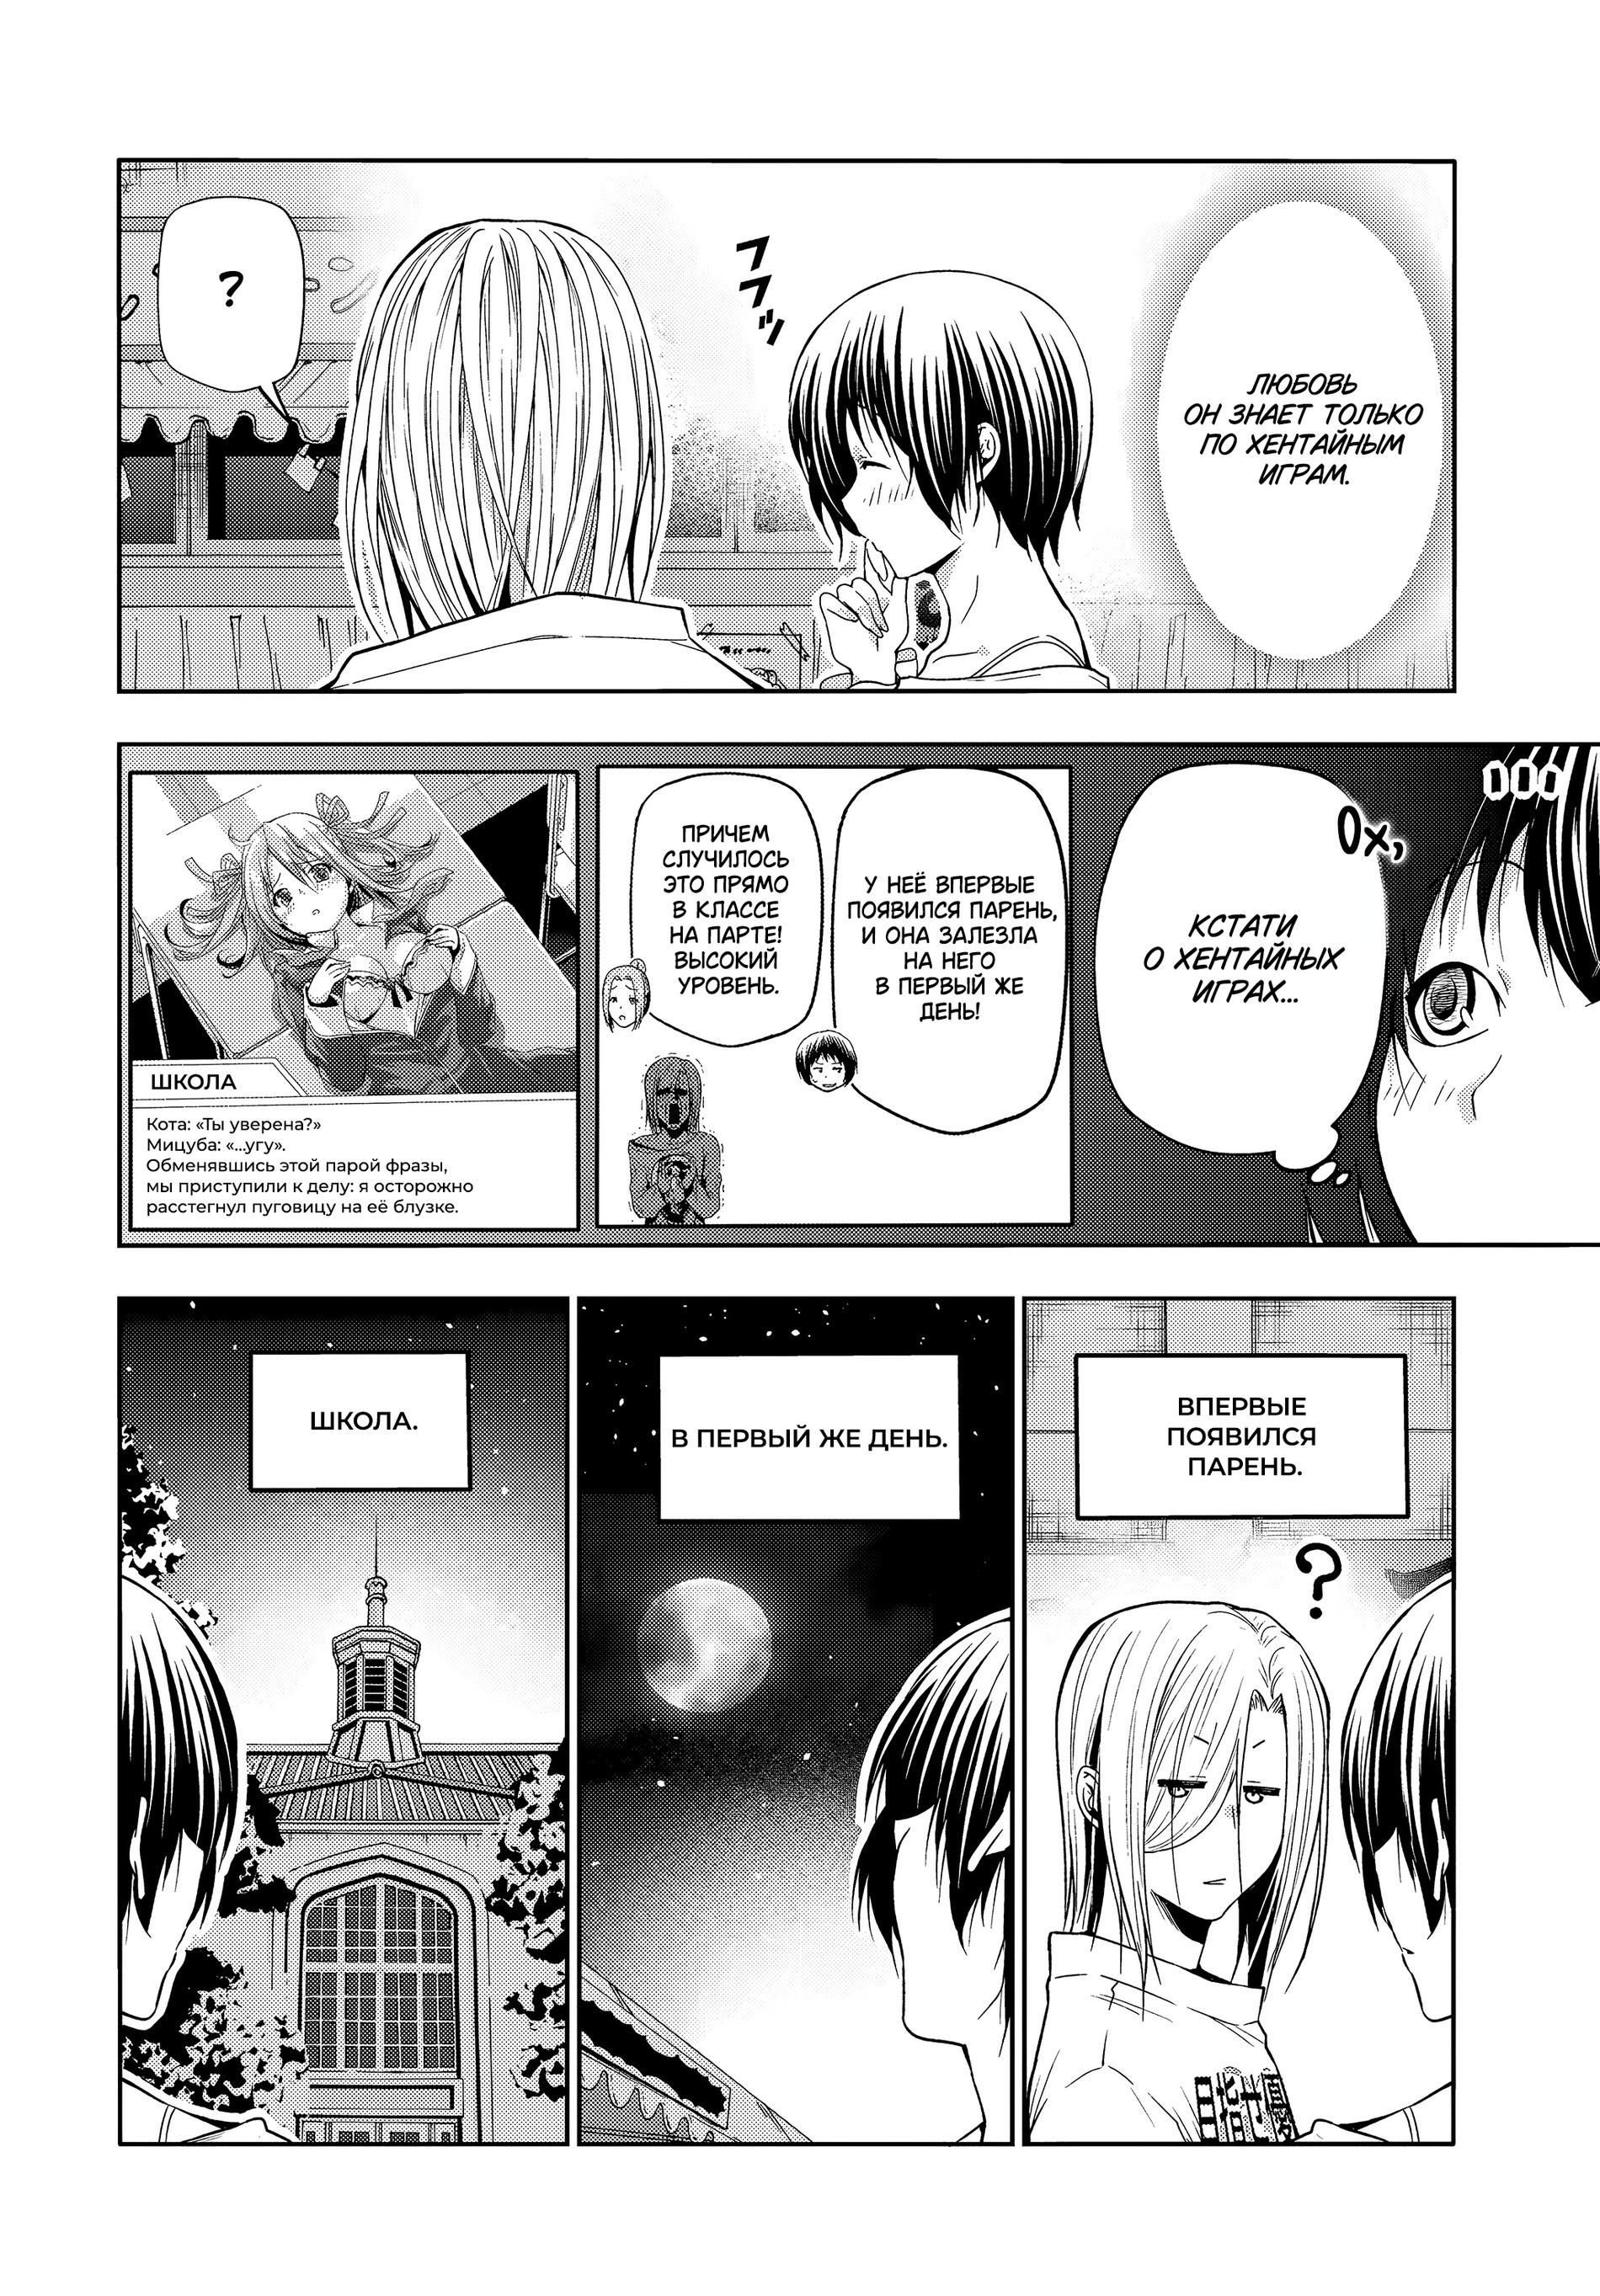 ЛЮБОВЬ
ОН ЗНАЕТ ТОЛЬКО
ПО ХЕНТАЙНЫМ
ИГРАМ.
フフッ
?
Ох,
КСТАТИ
О ХЕНТАЙНЫХ
ИГРАХ...
У НЕЁ ВПЕРВЫЕ
ПОЯВИЛСЯ ПАРЕНЬ,
И ОНА ЗАЛЕЗЛА
НА НЕГО
В ПЕРВЫЙ ЖЕ
ДЕНЬ!
ПРИЧЕМ
СЛУЧИЛОСЬ
ЭТО ПРЯМО
В КЛАССЕ
НА ПАРТЕ!
ВЫСОКИЙ
УРОВЕНЬ.
ШКОЛА
Кота: «Ты уверена?»
Мицуба: «...угу».
Обменявшись этой парой фразы,
мы приступили к делу: я осторожно
расстегнул пуговицу на её блузке.
ВПЕРВЫЕ
ПОЯВИЛСЯ
ПАРЕНЬ.
?
В ПЕРВЫЙ ЖЕ ДЕНЬ.
ШКОЛА.